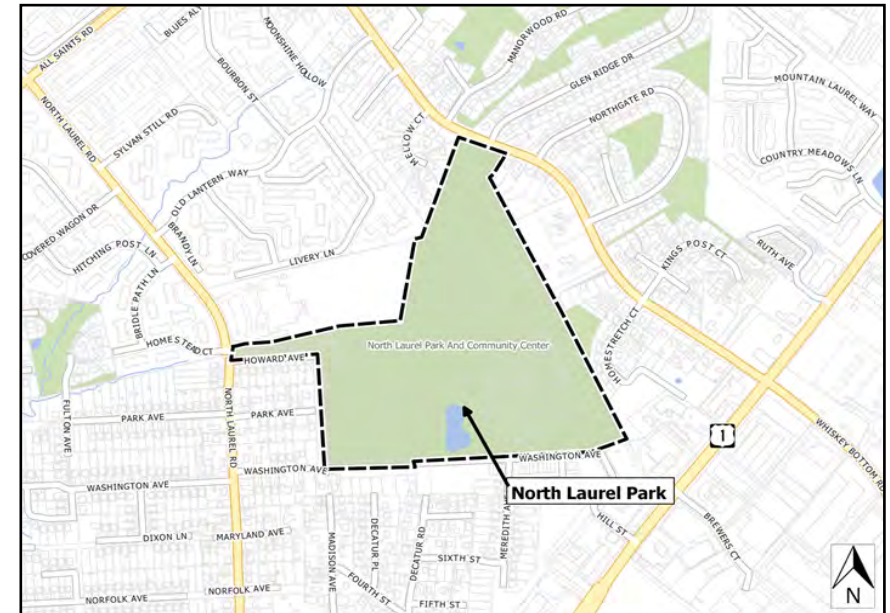 ALL SAINTS RD
BLUES AL
MOONSHINE HOLLOW
BOURBON ST
MANORWOOD RD
GLEN RIDGE DR
NORTHGATE RD
MOUNTAIN LAUREL WAY
COUNTRY MEADOWS LN
NORTH LAUREL RD
SYLVAN STILL RD
MELLOW CT
OLD LANTERN WAY
COVERED WAGON DR
BRANDY LN
HITCHING POST LN
LIVERY LN
BRIDLE PATH LN
KINGS POST CT
RUTH AVE
HOMESTEAD CT
HOWARD AVE
North Laurel Park And Community Center
HOMESTRETCH CT
FULTON AVE
PARK AVE
PARK AVE
NORTH LAUREL RD
1
WHISKEY BOTTOM RD
WASHINGTON AVE
WASHINGTON AVE
WASHINGTON AVE
North Laurel Park
HILL ST
BREWERS CT
DIXON LN
MARYLAND AVE
MADISON AVE
DECATUR PL
DECATUR RD
MEREDITH AVE
SIXTH ST
FOURTH ST
FIFTH ST
NORFOLK AVE
NORFOLK AVE
N